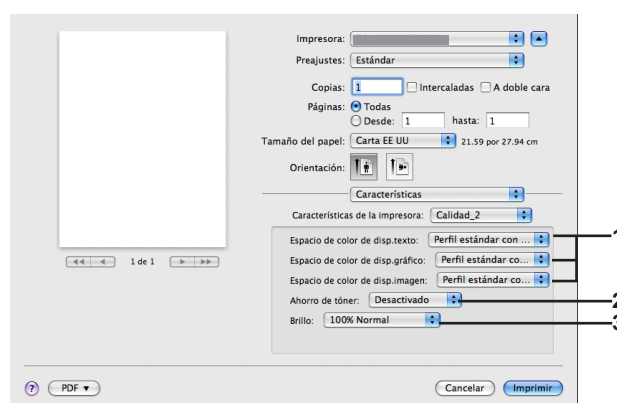 Impresora:
Preajustes: Estándar
Copias: 1 Intercaladas A doble cara
Páginas: Todas
Desde: 1 hasta: 1
Tamaño del papel: Carta EE UU 21.59 por 27.94 cm
Orientación:
Características
Características de la impresora: Calidad_2
Espacio de color de disp.texto: Perfil estándar con ... 1
Espacio de color de disp.gráfico: Perfil estándar co...
Espacio de color de disp.imagen: Perfil estándar co...
Ahorro de tóner: Desactivado 2
Brillo: 100% Normal 3
1 de 1
? PDF ▼ Cancelar Imprimir